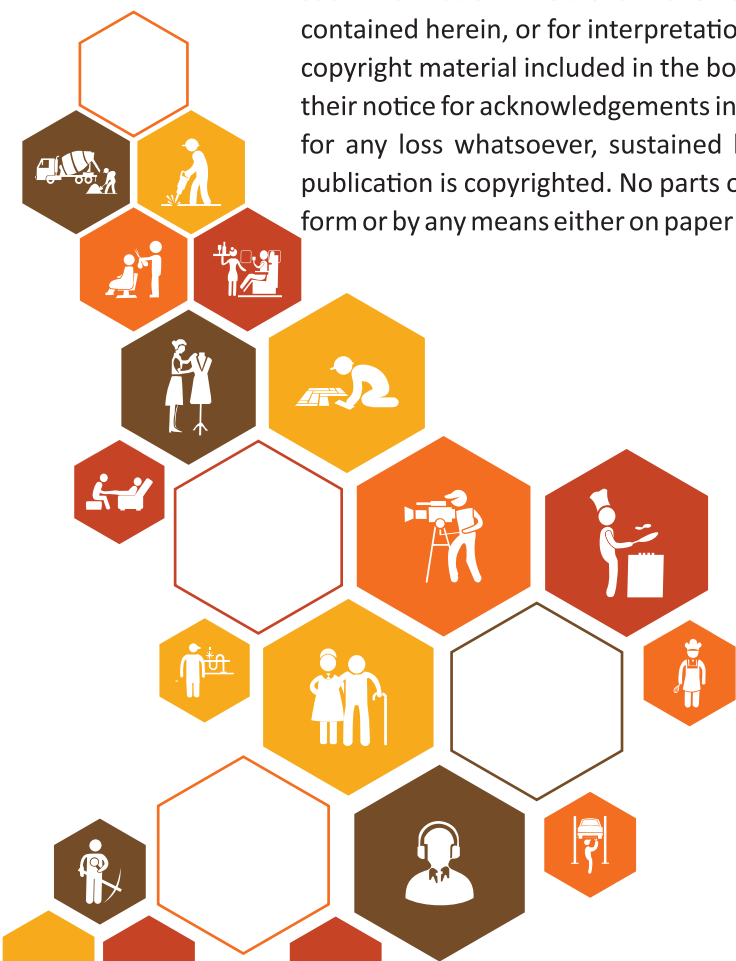 contained herein, or for interpretatio
copyright material included in the bo
their notice for acknowledgements in
for any loss whatsoever, sustained
publication is copyrighted. No parts
form or by any means either on paper